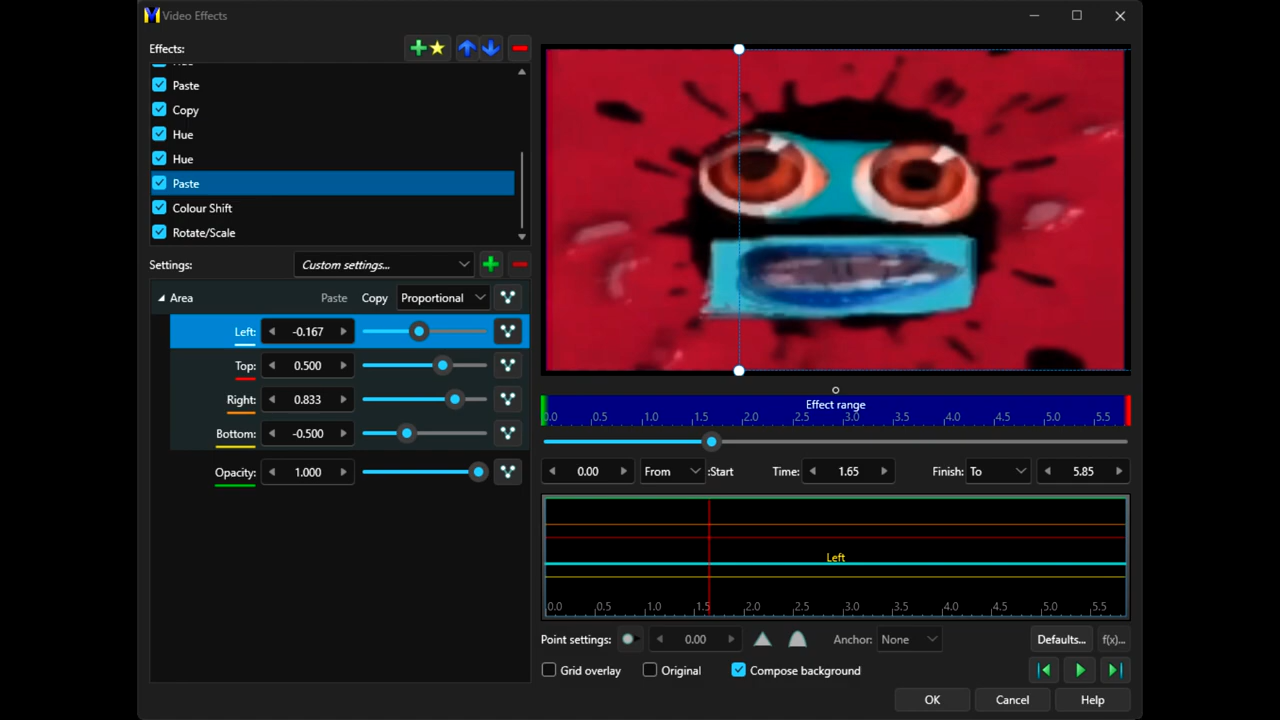 Video Effects
Effects:
Paste
Copy
Hue
Hue
Paste
Colour Shift
Rotate/Scale
Settings: Custom settings...
Area Paste Copy Proportional
Left: -0.167
Top: 0.500
Right: 0.833
Bottom: -0.500
Opacity: 1.000
Effect range
0.0 0.5 1.0 1.5 2.0 2.5 3.0 3.5 4.0 4.5 5.0 5.5
0.00 From :Start Time: 1.65 Finish: To 5.85
Left
0.0 0.5 1.0 1.5 2.0 2.5 3.0 3.5 4.0 4.5 5.0 5.5
Point settings: 0.00 Anchor: None Defaults... f(x)...
Grid overlay Original Compose background
OK Cancel Help